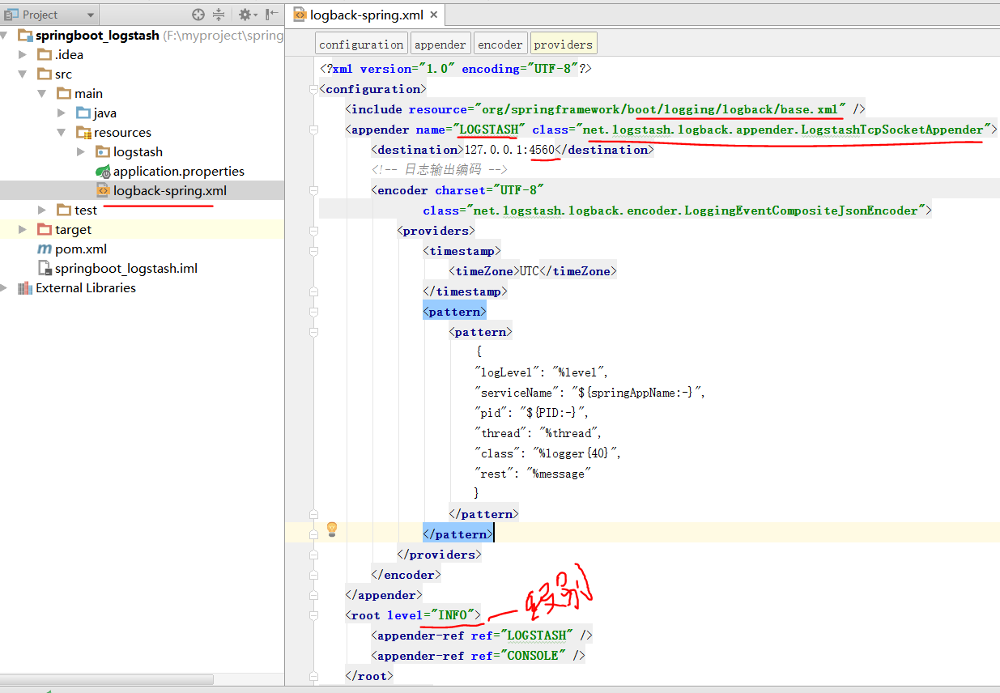 Project
springboot_logstash (F:\myproject\spring
.idea
src
main
java
resources
logstash
application.properties
logback-spring.xml
test
target
pom.xml
springboot_logstash.iml
External Libraries
logback-spring.xml
configuration appender encoder providers
<?xml version="1.0" encoding="UTF-8"?>
<configuration>
<include resource="org/springframework/boot/logging/logback/base.xml" />
<appender name="LOGSTASH" class="net.logstash.logback.appender.LogstashTcpSocketAppender">
<destination>127.0.0.1:4560</destination>
<!-- 日志输出编码 -->
<encoder charset="UTF-8"
class="net.logstash.logback.encoder.LoggingEventCompositeJsonEncoder">
<providers>
<timestamp>
<timeZone>UTC</timeZone>
</timestamp>
<pattern>
<pattern>
{
"logLevel": "%level",
"serviceName": "${springAppName:-}",
"pid": "${PID:-}",
"thread": "%thread",
"class": "%logger{40}",
"rest": "%message"
}
</pattern>
</pattern>
</providers>
</encoder>
</appender>
<root level="INFO"> 级别
<appender-ref ref="LOGSTASH" />
<appender-ref ref="CONSOLE" />
</root>